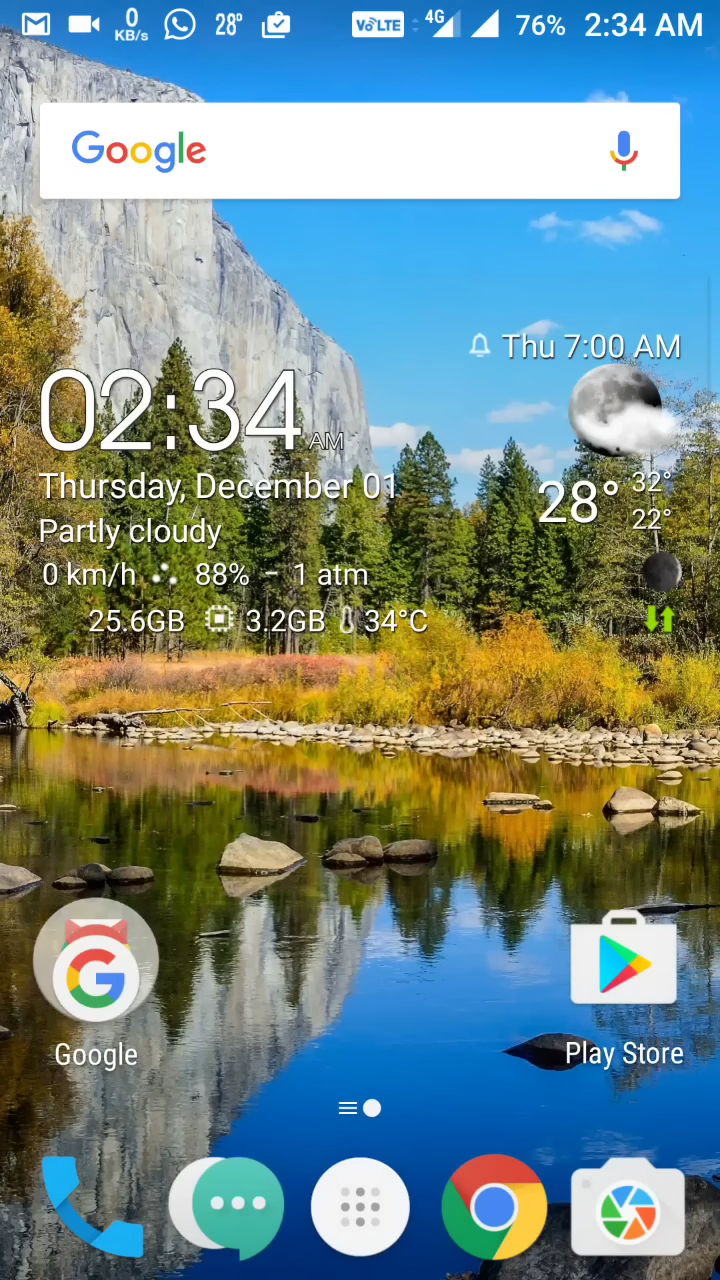 0 KB/s 28° VoLTE 4G 76% 2:34 AM
Google
Thu 7:00 AM
02:34 AM
Thursday, December 01
Partly cloudy
28° 32° 22°
0 km/h 88% - 1 atm
25.6GB 3.2GB 34°C
Google
Play Store